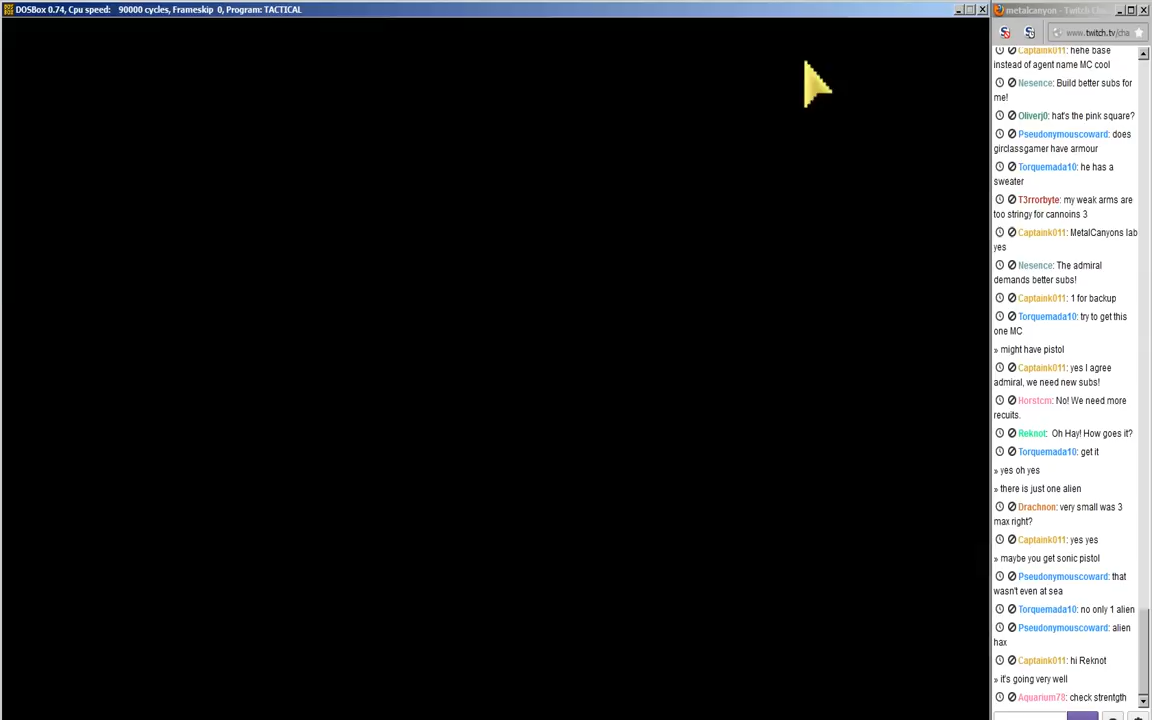 DOSBox 0.74, Cpu speed: 90000 cycles, Frameskip 0, Program: TACTICAL
metalcanyon - Twitch
www.twitch.tv/cha
Captaink011: hehe base
instead of agent name MC cool
Nesence: Build better subs for
me!
Oliverj0: hat's the pink square?
Pseudonymouscoward: does
girclassgamer have armour
Torquemada10: he has a
sweater
T3rrorbyte: my weak arms are
too stringy for cannoins 3
Captaink011: MetalCanyons lab
yes
Nesence: The admiral
demands better subs!
Captaink011: 1 for backup
Torquemada10: try to get this
one MC
» might have pistol
Captaink011: yes I agree
admiral, we need new subs!
Horstcm: No! We need more
recuits.
Reknot: Oh Hay! How goes it?
Torquemada10: get it
» yes oh yes
» there is just one alien
Drachnon: very small was 3
max right?
Captaink011: yes yes
» maybe you get sonic pistol
Pseudonymouscoward: that
wasn't even at sea
Torquemada10: no only 1 alien
Pseudonymouscoward: alien
hax
Captaink011: hi Reknot
» it's going very well
Aquarium78: check strentgth